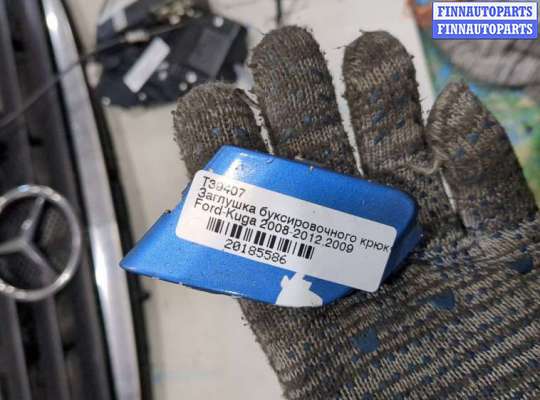 FINNAUTOPARTS
FINNAUTOPARTS
T39407
Заглушка буксировочного крюк
Ford-Kuga 2008-2012 2009
20185586